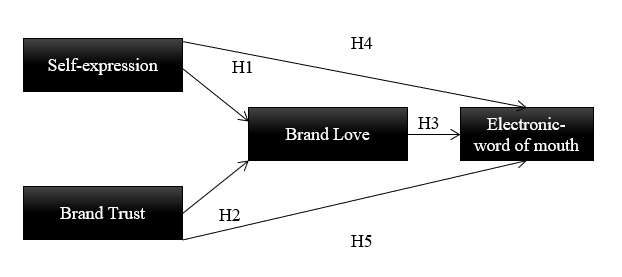 H4
Self-expression
H1
Brand Love
H3
Electronic-
word of mouth
Brand Trust
H2
H5